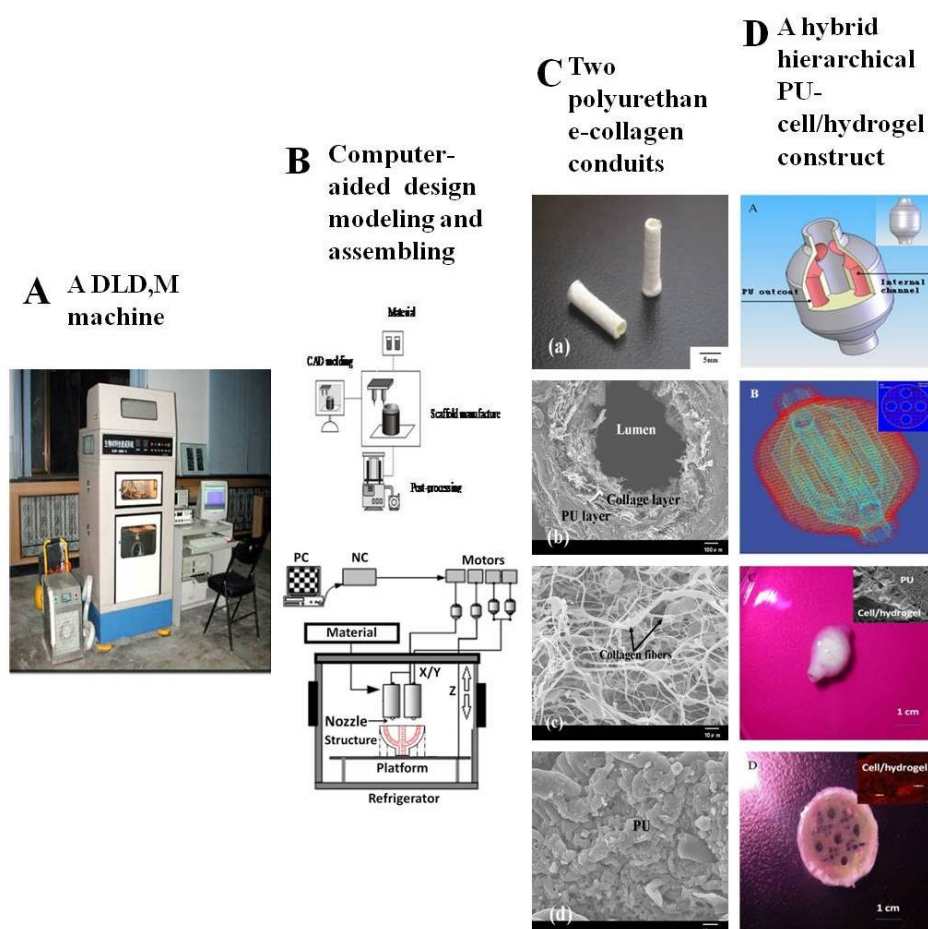 A
A DLD,M
machine
B
Computer-
aided design
modeling and
assembling
Material
CAD molding
Scaffold manufacture
Post-processing
PC
NC
Motors
Material
X/Y
Z
Nozzle
Structure
Platform
Refrigerator
C
Two
polyurethan
e-collagen
conduits
(a)
5mm
Lumen
Collage layer
PU layer
(b)
Collagen fibers
(c)
PU
(d)
D
A hybrid
hierarchical
PU-
cell/hydrogel
construct
A
PU outcoat
Internal
channel
B
PU
Cell/hydrogel
1 cm
D
Cell/hydrogel
1 cm